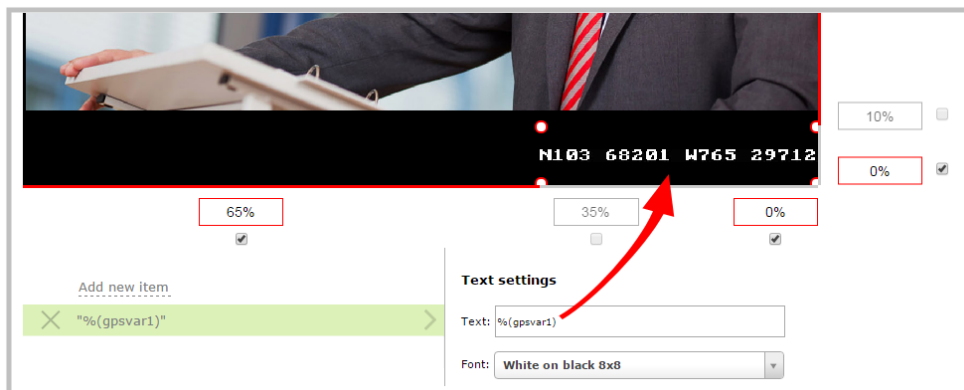 10%
N103 68201 W765 29712
0%
65%
35%
0%
Add new item
"%(gpsvar1)"
Text settings
Text: %(gpsvar1)
Font: White on black 8x8